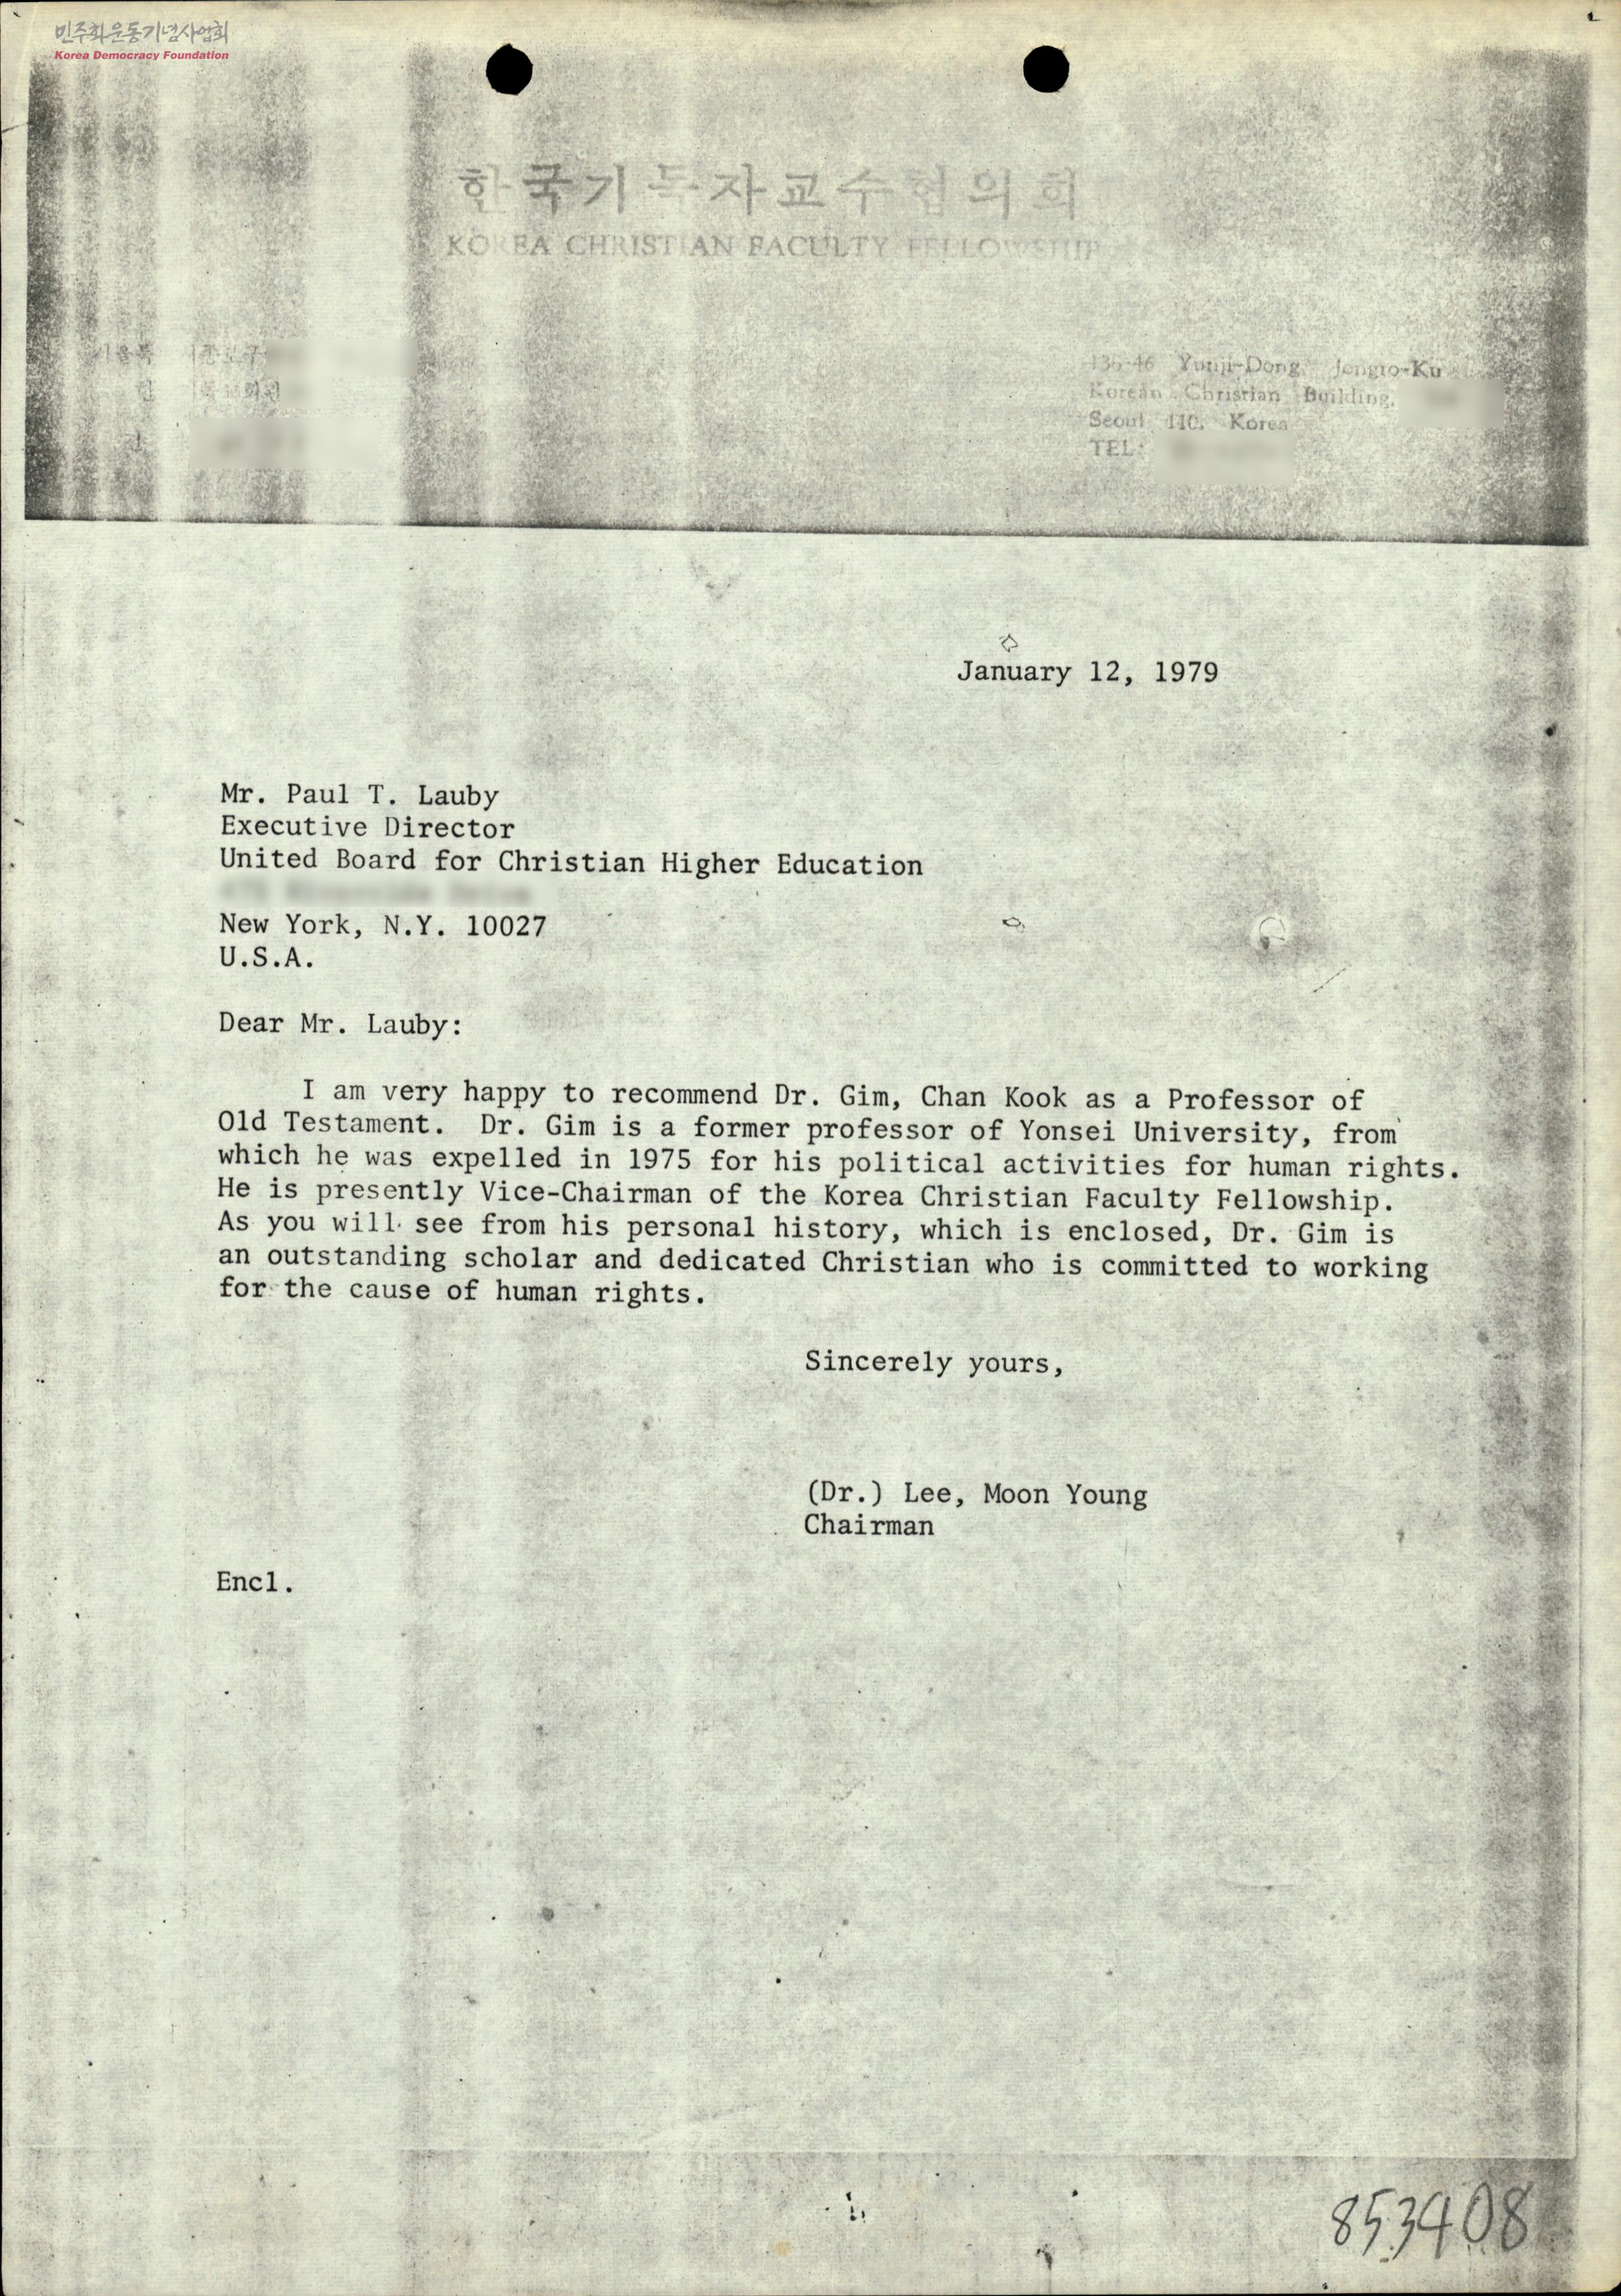 민주화운동기념사업회
Korea Democracy Foundation
한국기독자교수협의회
KOREA CHRISTIAN FACULTY FELLOWSHIP
136-46 Yunji-Dong, Jongro-Ku
Korean Christian Building,
Seoul 110, Korea
TEL:
January 12, 1979
Mr. Paul T. Lauby
Executive Director
United Board for Christian Higher Education
New York, N.Y. 10027
U.S.A.
Dear Mr. Lauby:
I am very happy to recommend Dr. Gim, Chan Kook as a Professor of
Old Testament. Dr. Gim is a former professor of Yonsei University, from
which he was expelled in 1975 for his political activities for human rights.
He is presently Vice-Chairman of the Korea Christian Faculty Fellowship.
As you will see from his personal history, which is enclosed, Dr. Gim is
an outstanding scholar and dedicated Christian who is committed to working
for the cause of human rights.
Sincerely yours,
(Dr.) Lee, Moon Young
Chairman
Encl.
853408